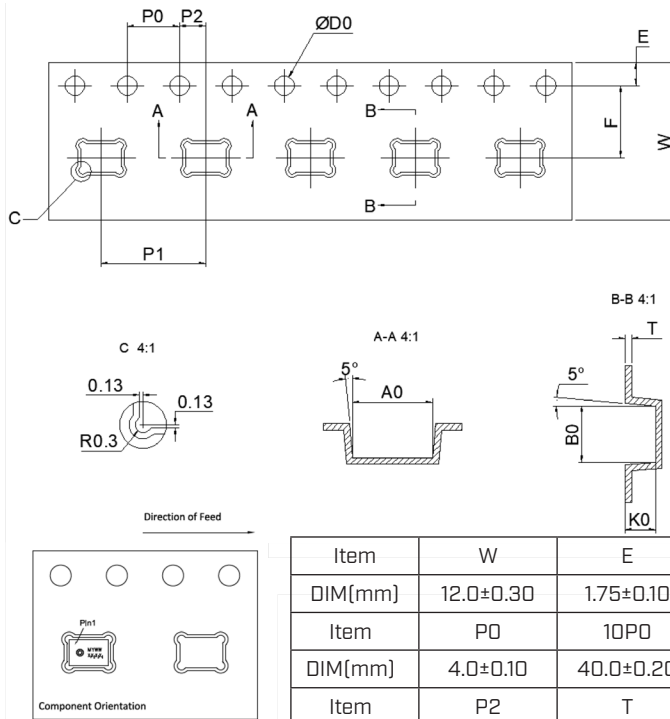 P0
P2
ØD0
E
A
A
B
F
W
C
B
P1
B-B 4:1
C 4:1
A-A 4:1
T
0.13
5°
A0
5°
0.13
B0
R0.3
K0
Direction of Feed
Pin1
Component Orientation
Item W E
DIM(mm) 12.0±0.30 1.75±0.10
Item P0 10P0
DIM(mm) 4.0±0.10 40.0±0.20
Item P2 T